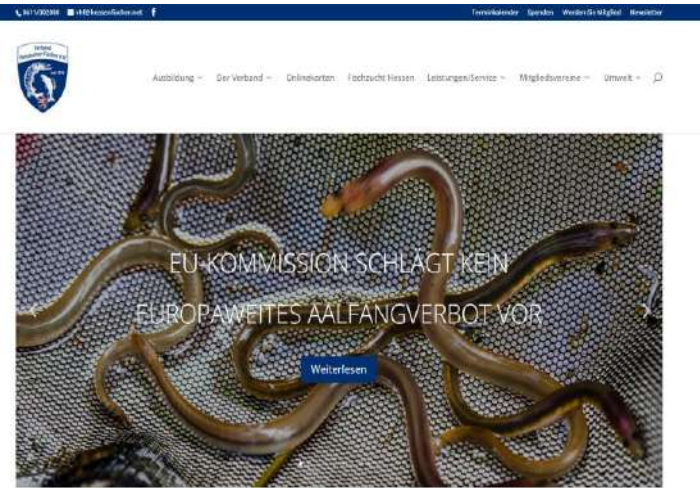 Terminkalender Spenden Werden Sie Mitglied Newsletter
Ausbildung Der Verband Onlinekarten Fischzucht Hessen Leistungen/Service Mitgliedsvereine Umwelt
EU-KOMMISSION SCHLÄGT KEIN
EUROPAWEITES AALFANGVERBOT VOR
Weiterlesen